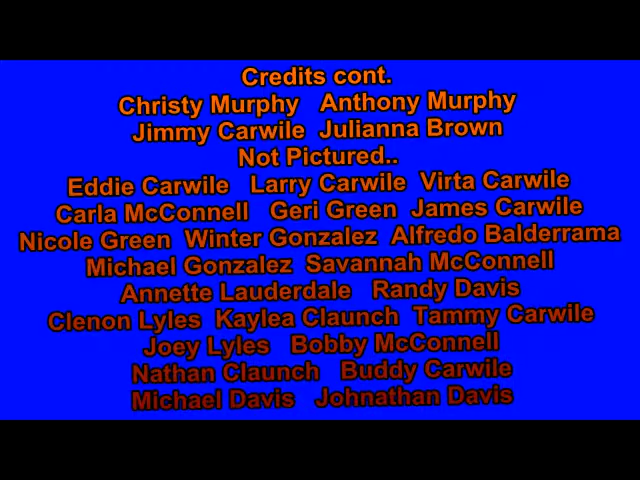 Credits cont.
Christy Murphy Anthony Murphy
Jimmy Carwile Julianna Brown
Not Pictured..
Eddie Carwile Larry Carwile Virta Carwile
Carla McConnell Geri Green James Carwile
Nicole Green Winter Gonzalez Alfredo Balderrama
Michael Gonzalez Savannah McConnell
Annette Lauderdale Randy Davis
Clenon Lyles Kaylea Claunch Tammy Carwile
Joey Lyles Bobby McConnell
Nathan Claunch Buddy Carwile
Michael Davis Johnathan Davis